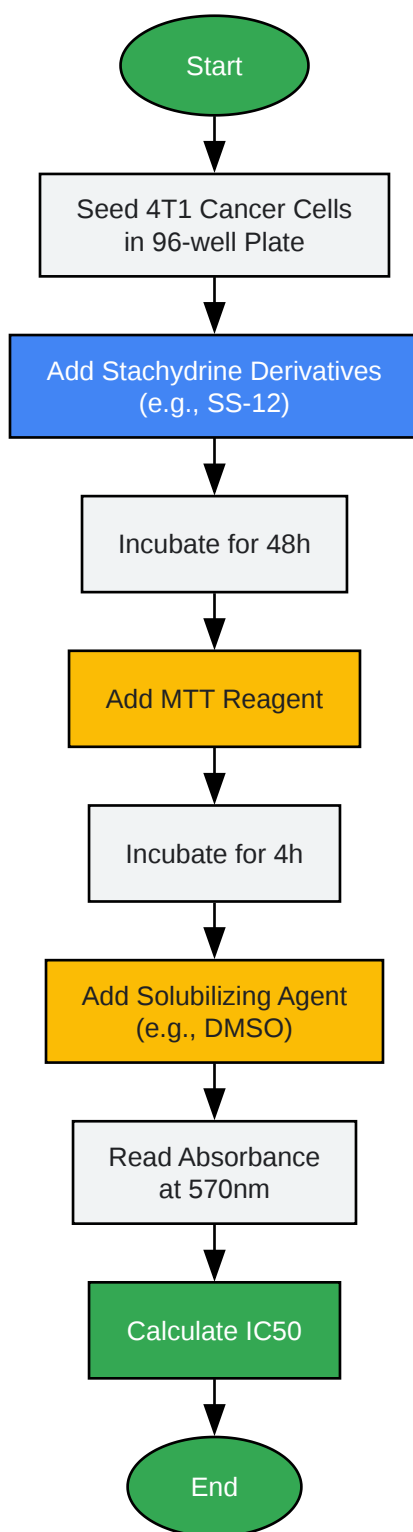 Start
Seed 4T1 Cancer Cells
in 96-well Plate
Add Stachydrine Derivatives
(e.g., SS-12)
Incubate for 48h
Add MTT Reagent
Incubate for 4h
Add Solubilizing Agent
(e.g., DMSO)
Read Absorbance
at 570nm
Calculate IC50
End